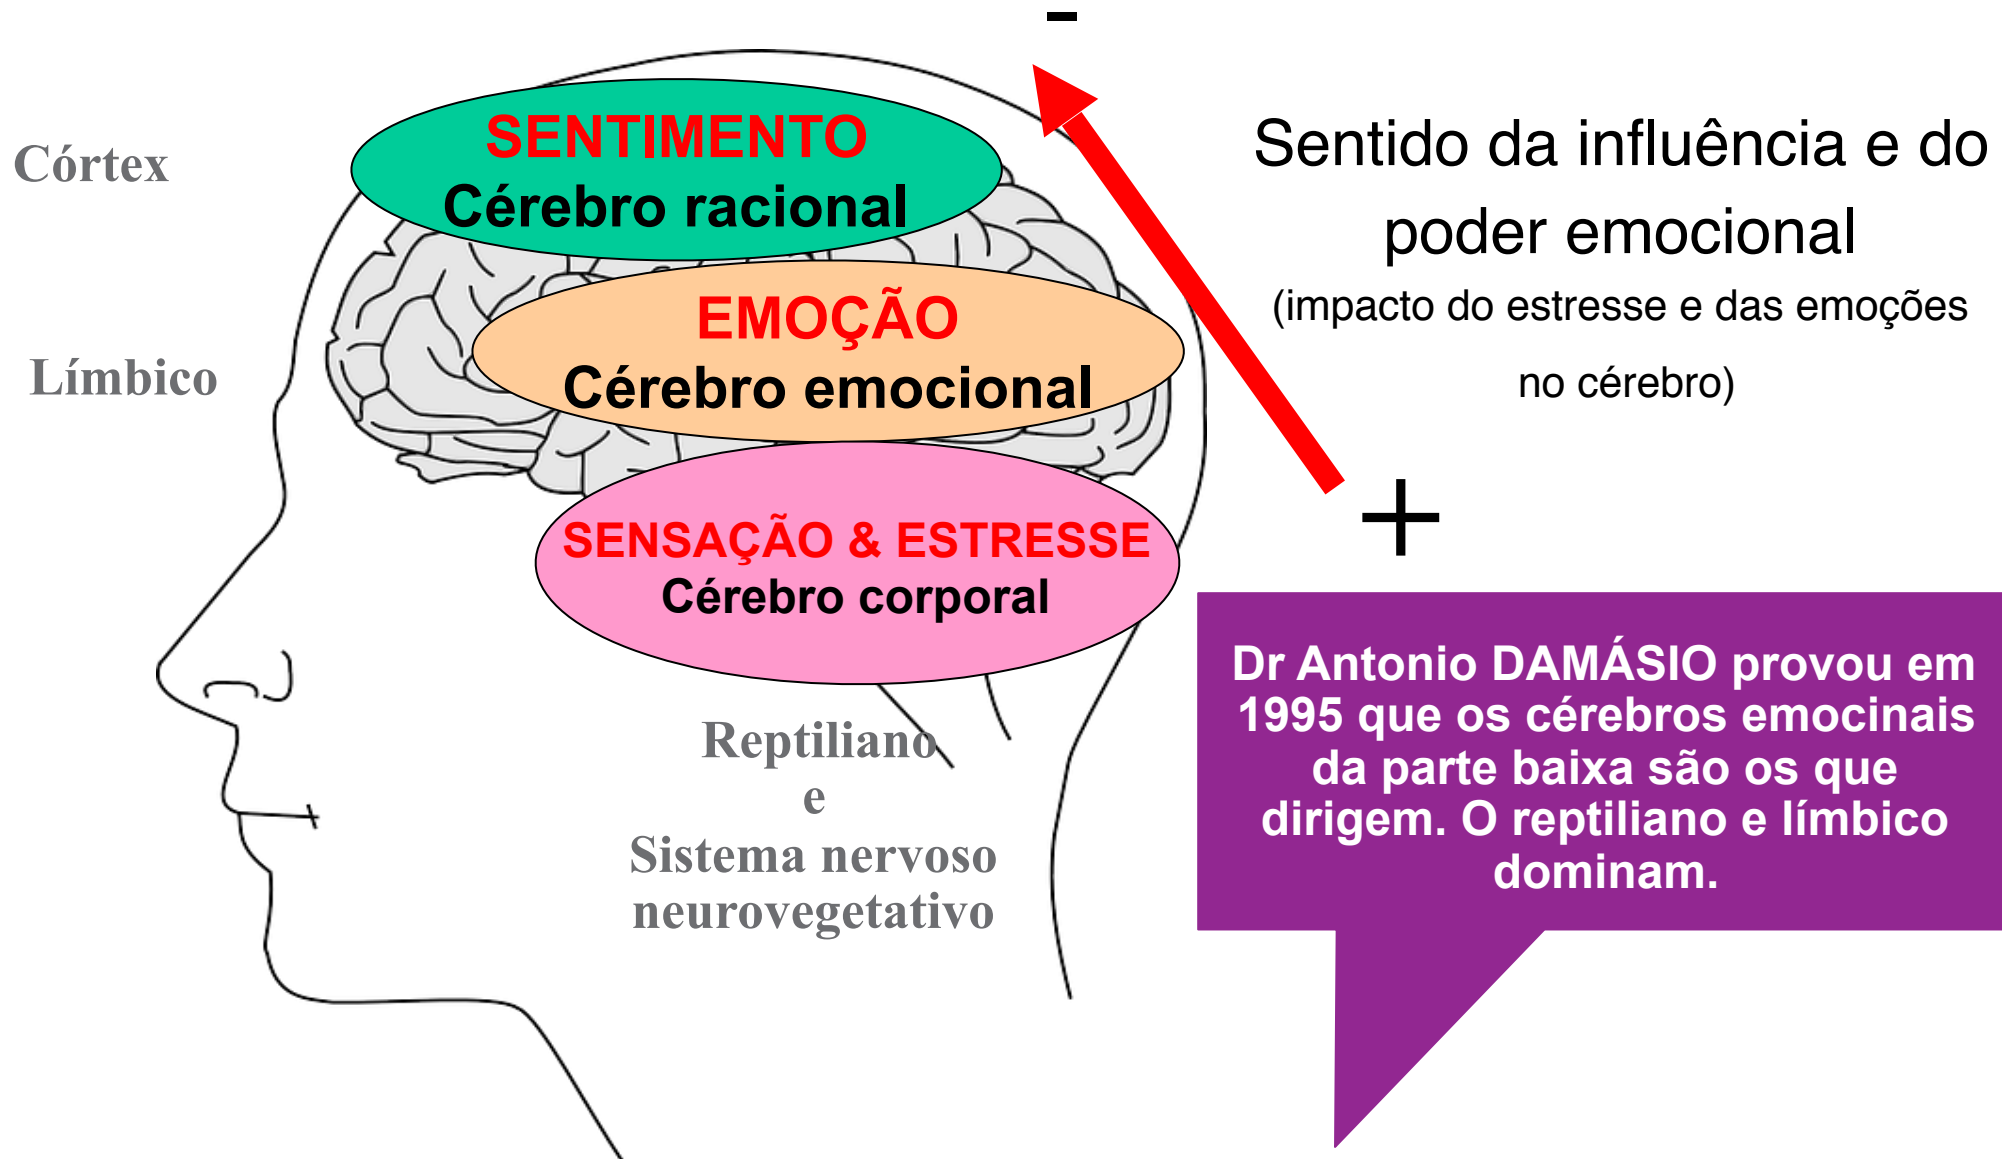 -
Córtex
SENTIMENTO
Cérebro racional
Límbico
EMOÇÃO
Cérebro emocional
SENSAÇÃO & ESTRESSE
Cérebro corporal
Reptiliano
e
Sistema nervoso
neurovegetativo
Sentido da influência e do
poder emocional
(impacto do estresse e das emoções
no cérebro)
+
Dr Antonio DAMÁSIO provou em
1995 que os cérebros emocinais
da parte baixa são os que
dirigem. O reptiliano e límbico
dominam.